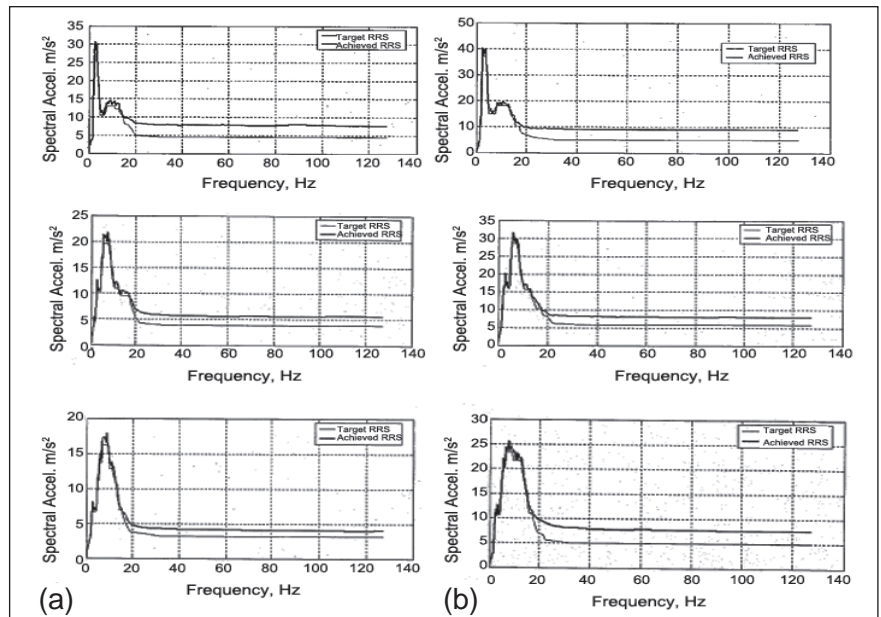 35
30
25
20
15
10
5
0
0 20 40 60 80 100 120 140
Spectral Accel. m/s²
Frequency, Hz
Target RRS
Achieved RRS
50
40
30
20
10
0
0 20 40 60 80 100 120 140
Spectral Accel. m/s²
Frequency, Hz
Target RRS
Achieved RRS
25
20
15
10
5
0
0 20 40 60 80 100 120 140
Spectral Accel. m/s²
Frequency, Hz
Target RRS
Achieved RRS
35
30
25
20
15
10
5
0
0 20 40 60 80 100 120 140
Spectral Accel. m/s²
Frequency, Hz
Target RRS
Achieved RRS
20
15
10
5
0
0 20 40 60 80 100 120 140
Spectral Accel. m/s²
Frequency, Hz
Target RRS
Achieved RRS
(a)
30
25
20
15
10
5
0
0 20 40 60 80 100 120 140
Spectral Accel. m/s²
Frequency, Hz
Target RRS
Achieved RRS
(b)